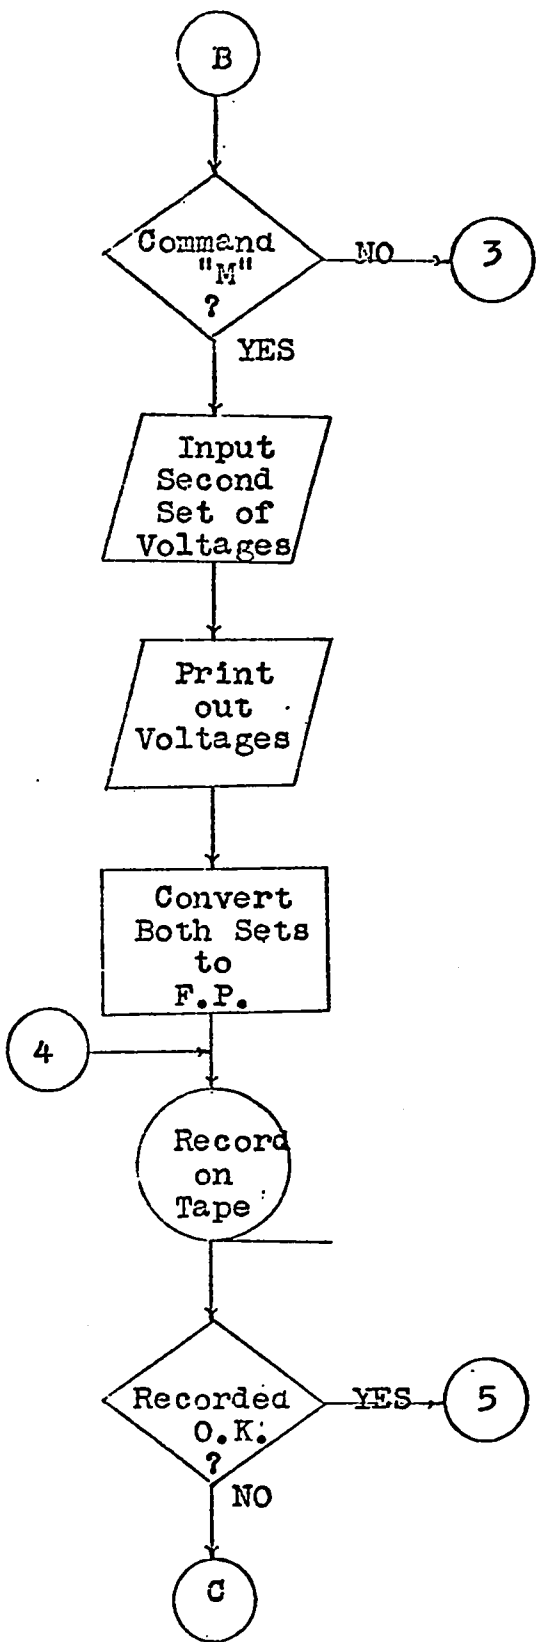 B
Command
"M"
?
NO
3
YES
Input
Second
Set of
Voltages
Print
out
Voltages
Convert
Both Sets
to
F.P.
4
Record
on
Tape
Recorded
O.K.
?
YES
5
NO
C